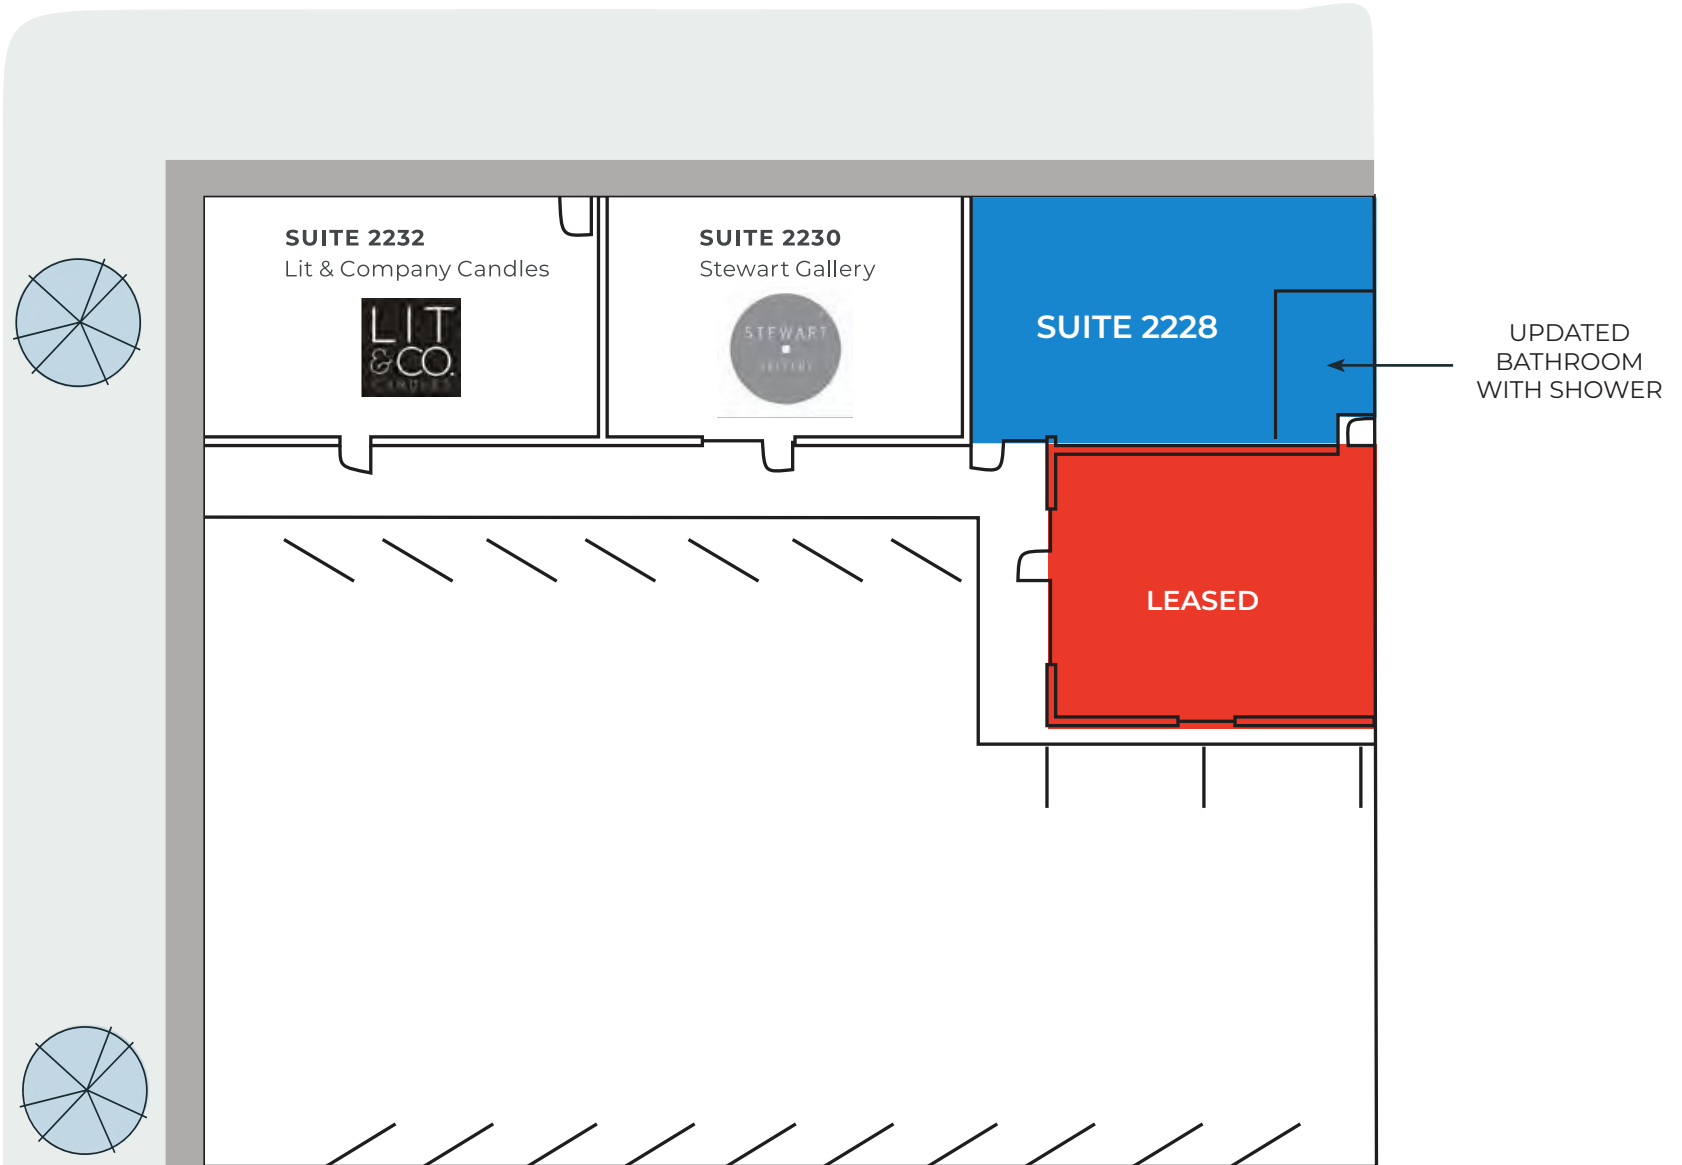 SUITE 2232
Lit & Company Candles
LIT
&CO.
CANDLES
SUITE 2230
Stewart Gallery
STEWART
SUITE 2228
UPDATED
BATHROOM
WITH SHOWER
LEASED